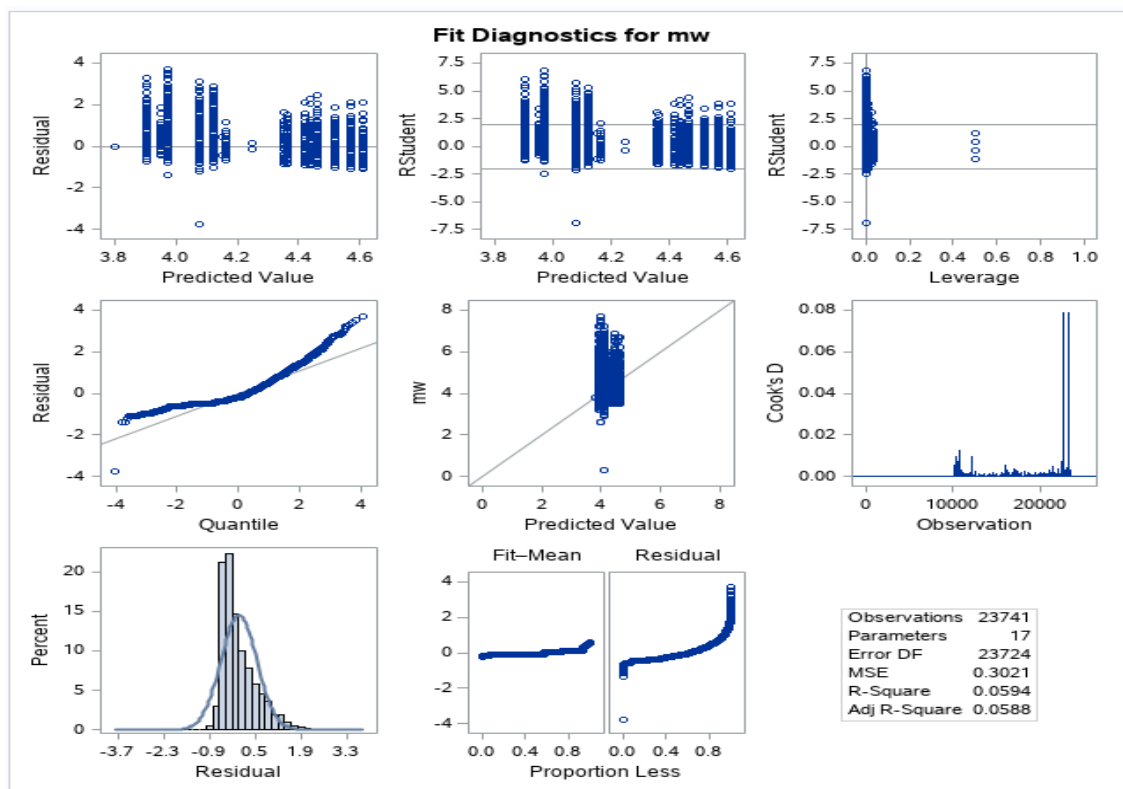 Fit Diagnostics for mw
4
2
0
-2
-4
Residual
3.8 4.0 4.2 4.4 4.6
Predicted Value
7.5
5.0
2.5
0.0
-2.5
-5.0
-7.5
RStudent
3.8 4.0 4.2 4.4 4.6
Predicted Value
7.5
5.0
2.5
0.0
-2.5
-5.0
-7.5
RStudent
0.0 0.2 0.4 0.6 0.8 1.0
Leverage
4
2
0
-2
-4
Residual
-4 -2 0 2 4
Quantile
8
6
4
2
0
mw
0 2 4 6 8
Predicted Value
0.08
0.06
0.04
0.02
0.00
Cook's D
0 10000 20000
Observation
20
15
10
5
0
Percent
-3.7 -2.3 -0.9 0.5 1.9 3.3
Residual
Fit–Mean Residual
4
2
0
-2
-4
0.0 0.4 0.8 0.0 0.4 0.8
Proportion Less
Observations 23741
Parameters 17
Error DF 23724
MSE 0.3021
R-Square 0.0594
Adj R-Square 0.0588